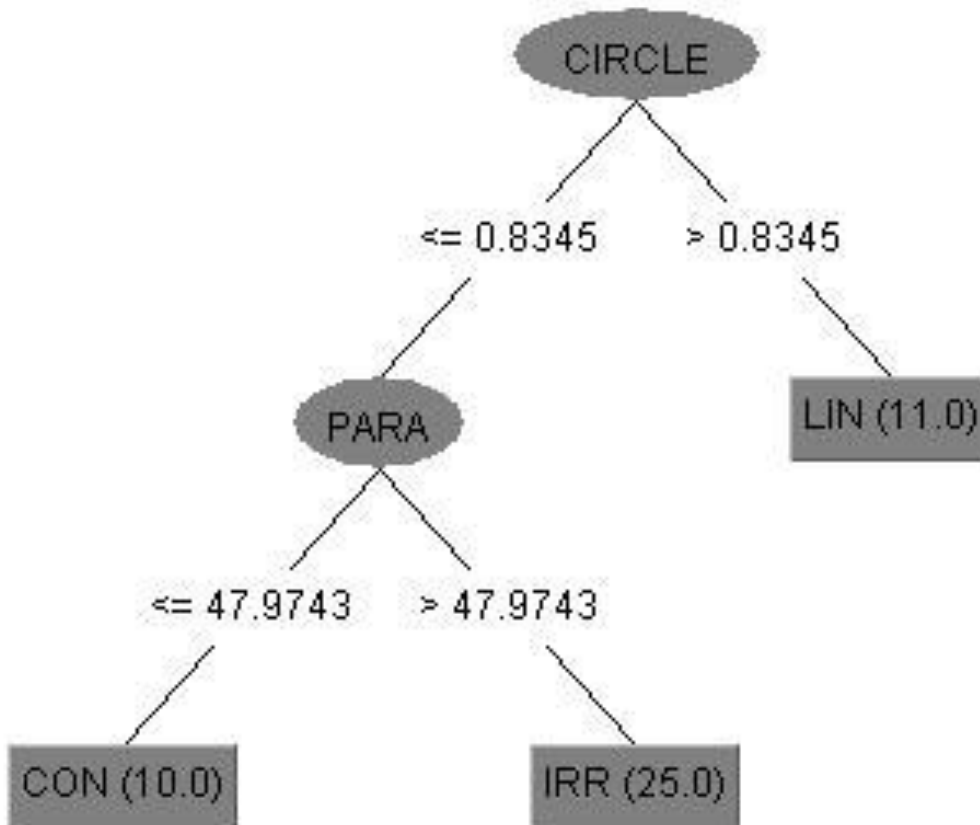 CIRCLE
<= 0.8345 > 0.8345
PARA
LIN (11.0)
<= 47.9743 > 47.9743
CON (10.0)
IRR (25.0)